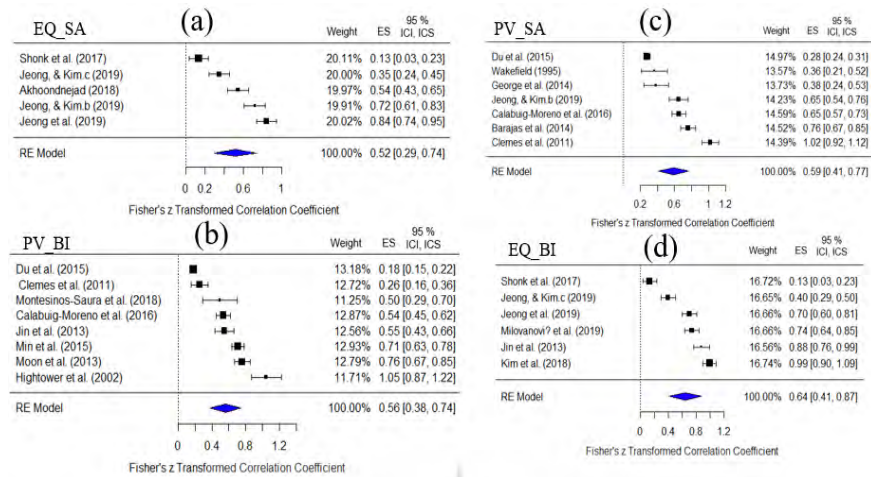 (a)
EQ_SA
Weight ES 95 % ICI, ICS
Shonk et al. (2017) 20.11% 0.13 [0.03, 0.23]
Jeong, & Kim.c (2019) 20.00% 0.35 [0.24, 0.45]
Akhoondnejad (2018) 19.97% 0.54 [0.43, 0.65]
Jeong, & Kim.b (2019) 19.91% 0.72 [0.61, 0.83]
Jeong et al. (2019) 20.02% 0.84 [0.74, 0.95]
RE Model 100.00% 0.52 [0.29, 0.74]
0.2 0.6 1
Fisher's z Transformed Correlation Coefficient
(b)
PV_BI
Weight ES 95 % ICI, ICS
Du et al. (2015) 13.18% 0.18 [0.15, 0.22]
Clemes et al. (2011) 12.72% 0.26 [0.16, 0.36]
Montesinos-Saura et al. (2018) 11.25% 0.50 [0.29, 0.70]
Calabuig-Moreno et al. (2016) 12.87% 0.54 [0.45, 0.62]
Jin et al. (2013) 12.56% 0.55 [0.43, 0.66]
Min et al. (2015) 12.93% 0.71 [0.63, 0.78]
Moon et al. (2013) 12.79% 0.76 [0.67, 0.85]
Hightower et al. (2002) 11.71% 1.05 [0.87, 1.22]
RE Model 100.00% 0.56 [0.38, 0.74]
0 0.4 0.8 1.2
Fisher's z Transformed Correlation Coefficient
(c)
PV_SA
Weight ES 95 % ICI, ICS
Du et al. (2015) 14.97% 0.28 [0.24, 0.31]
Wakefield (1995) 13.57% 0.36 [0.21, 0.52]
George et al. (2014) 13.73% 0.38 [0.24, 0.53]
Jeong, & Kim.b (2019) 14.23% 0.65 [0.54, 0.76]
Calabuig-Moreno et al. (2016) 14.59% 0.65 [0.57, 0.73]
Barajas et al. (2014) 14.52% 0.76 [0.67, 0.85]
Clemes et al. (2011) 14.39% 1.02 [0.92, 1.12]
RE Model 100.00% 0.59 [0.41, 0.77]
0.2 0.6 1 1.2
Fisher's z Transformed Correlation Coefficient
(d)
EQ_BI
Weight ES 95 % ICI, ICS
Shonk et al. (2017) 16.72% 0.13 [0.03, 0.23]
Jeong, & Kim.c (2019) 16.65% 0.40 [0.29, 0.50]
Jeong et al. (2019) 16.66% 0.70 [0.60, 0.81]
Milovanovi? et al. (2019) 16.66% 0.74 [0.64, 0.85]
Jin et al. (2013) 16.56% 0.88 [0.76, 0.99]
Kim et al. (2018) 16.74% 0.99 [0.90, 1.09]
RE Model 100.00% 0.64 [0.41, 0.87]
0 0.4 0.8 1.2
Fisher's z Transformed Correlation Coefficient